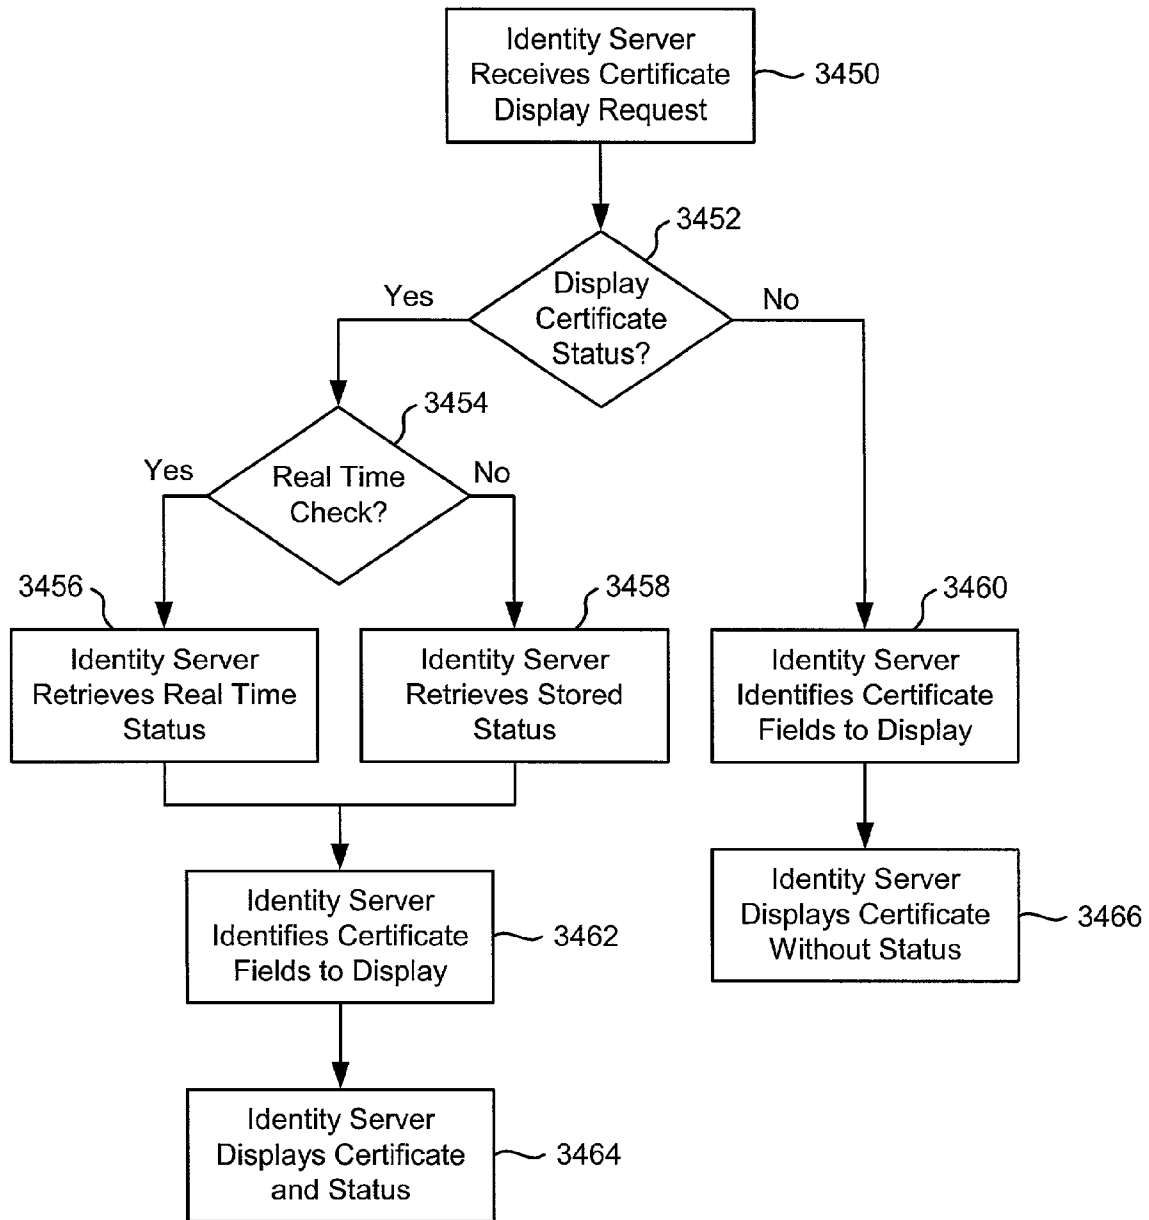 Identity Server
Receives Certificate
Display Request
3450
3452
Display
Certificate
Status?
Yes
No
3454
Real Time
Check?
Yes
No
3456
Identity Server
Retrieves Real Time
Status
3458
Identity Server
Retrieves Stored
Status
3460
Identity Server
Identifies Certificate
Fields to Display
Identity Server
Identifies Certificate
Fields to Display
3462
Identity Server
Displays Certificate
Without Status
3466
Identity Server
Displays Certificate
and Status
3464